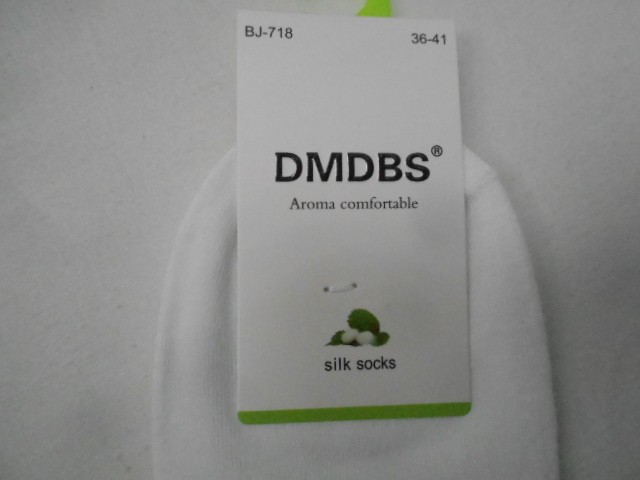 BJ-718 36-41
DMDBS®
Aroma comfortable
silk socks